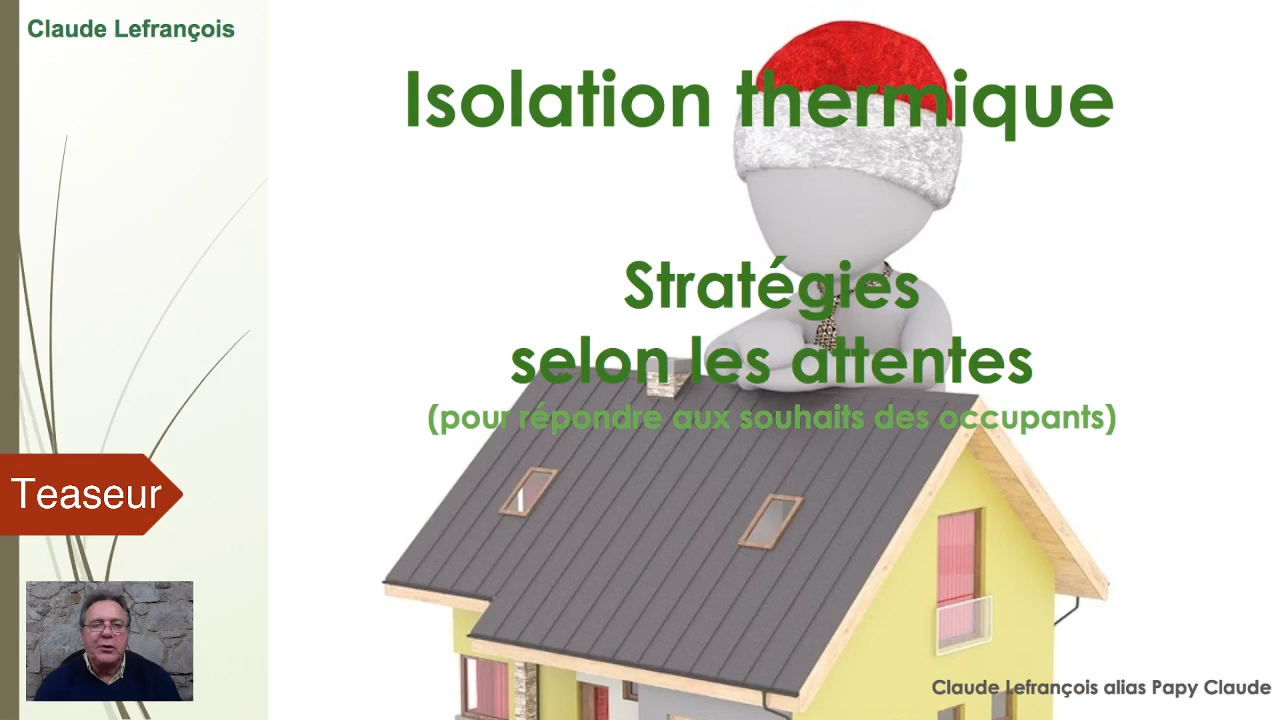 Claude Lefrançois
Isolation thermique
Stratégies
selon les attentes
(pour répondre aux souhaits des occupants)
Teaseur
Claude Lefrançois alias Papy Claude